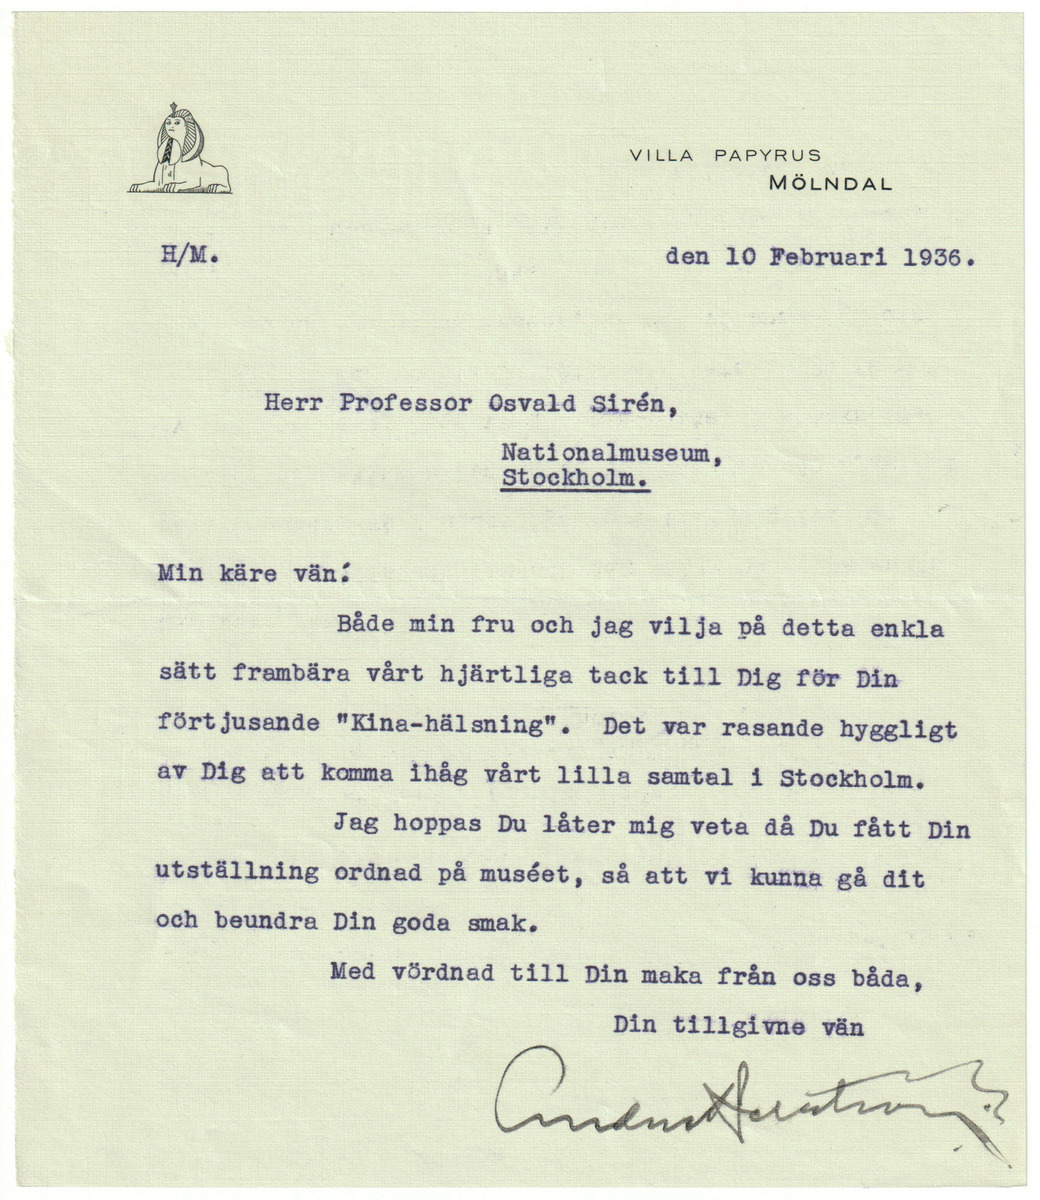 VILLA PAPYRUS
MÖLNDAL
H/M.
den 10 Februari 1936.
Herr Professor Osvald Sirén,
Nationalmuseum,
Stockholm.
Min käre vän!
Både min fru och jag vilja på detta enkla
sätt frambära vårt hjärtliga tack till Dig för Din
förtjusande "Kina-hälsning". Det var rasande hyggligt
av Dig att komma ihåg vårt lilla samtal i Stockholm.
Jag hoppas Du låter mig veta då Du fått Din
utställning ordnad på muséet, så att vi kunna gå dit
och beundra Din goda smak.
Med vördnad till Din maka från oss båda,
Din tillgivne vän